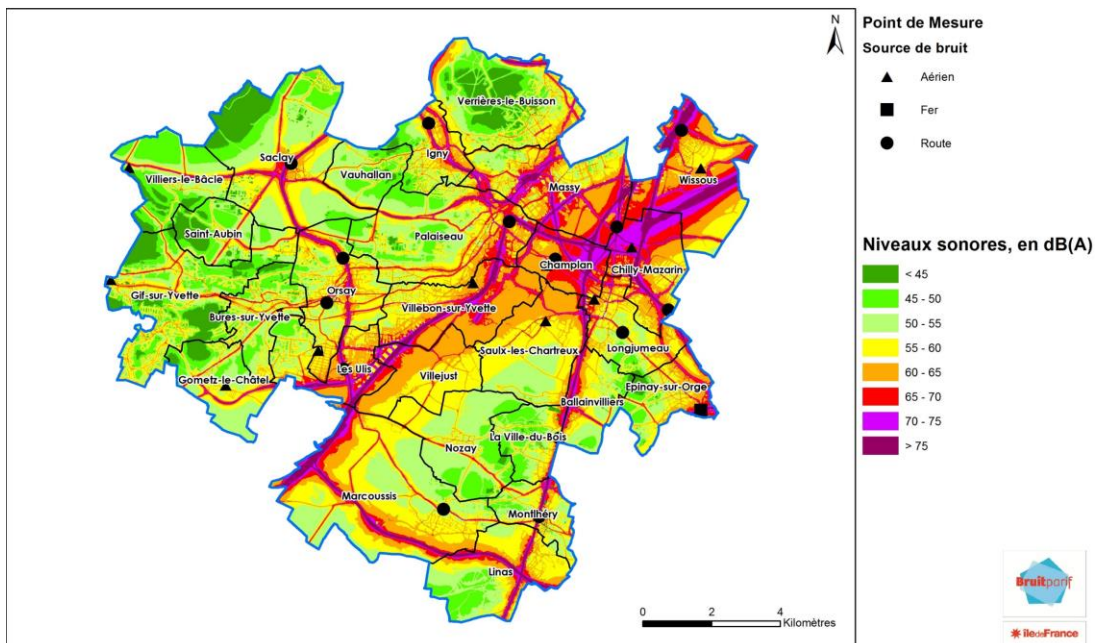 N
Verrières-le-Buisson
Igny
Saclay
Wissous
Vauhallan
Villiers-le-Bâcle
Massy
Saint-Aubin
Palaiseau
Champlan
Chilly-Mazarin
Orsay
Gif-sur-Yvette
Villebon-sur-Yvette
Bures-sur-Yvette
Longjumeau
Saulx-les-Chartreux
Les Ulis
Villejust
Gometz-le-Châtel
Epinay-sur-Orge
Ballainvilliers
La Ville-du-Bois
Nozay
Marcoussis
Montlhéry
Linas
0 2 4
Kilomètres
Point de Mesure
Source de bruit
Aérien
Fer
Route
Niveaux sonores, en dB(A)
< 45
45 - 50
50 - 55
55 - 60
60 - 65
65 - 70
70 - 75
> 75
Bruitparif
îledeFrance